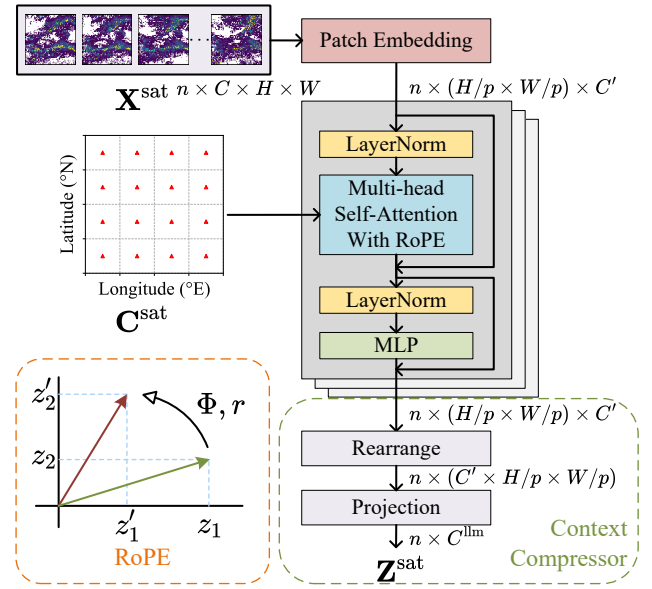 Patch Embedding
X^sat n × C × H × W
n × (H/p × W/p) × C′
LayerNorm
Multi-head
Self-Attention
With RoPE
Latitude (°N)
Longitude (°E)
C^sat
LayerNorm
MLP
n × (H/p × W/p) × C′
Rearrange
n × (C′ × H/p × W/p)
Projection
n × C^llm
Z^sat
Context
Compressor
z′₂
Φ, r
z₂
z′₁ z₁
RoPE